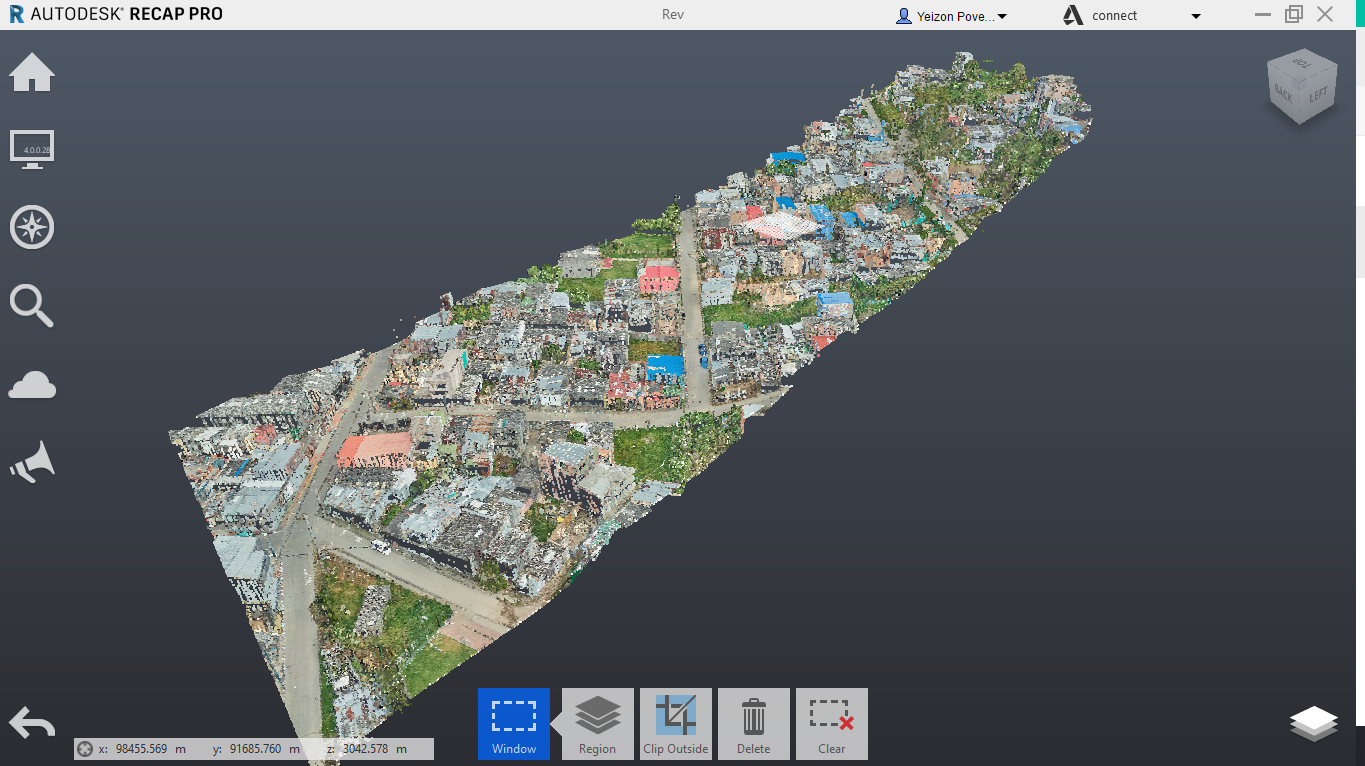 AUTODESK® RECAP PRO
Rev
Yeizon Pove...
connect
TOP
BACK
LEFT
4.0.0.28
x: 98455.569 m y: 91685.760 m z: 3042.578 m
Window
Region
Clip Outside
Delete
Clear